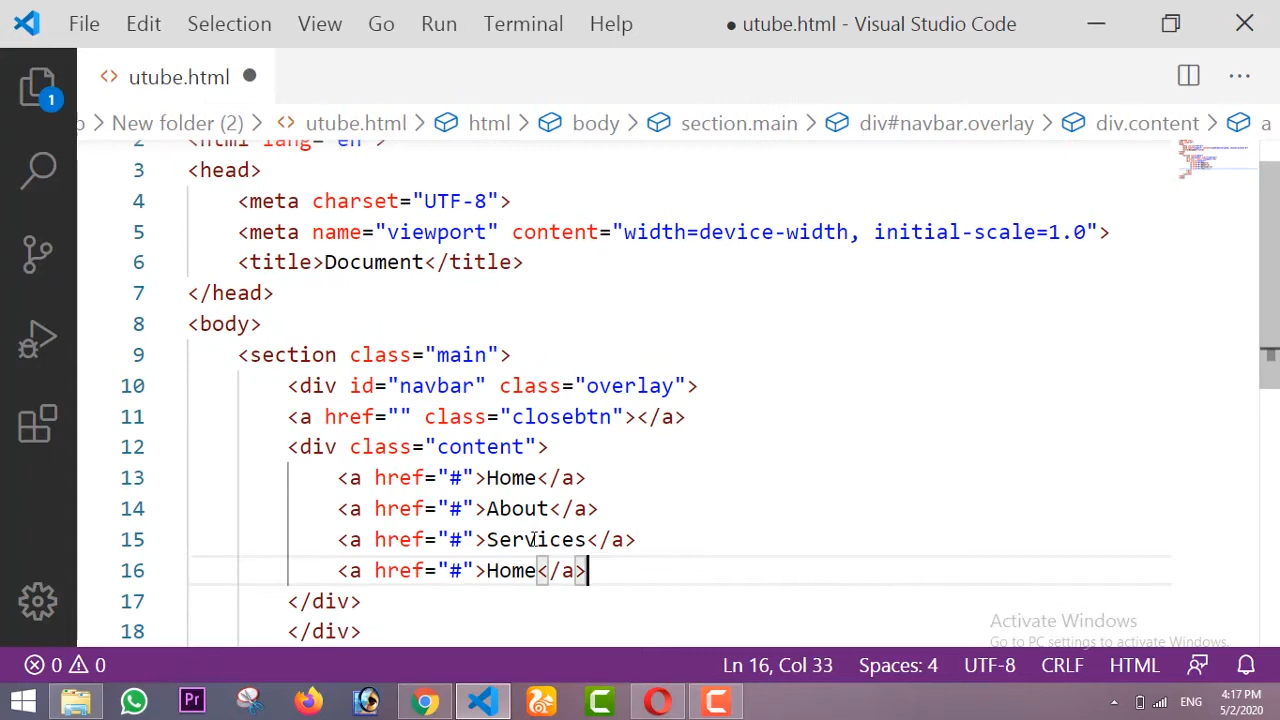 File Edit Selection View Go Run Terminal Help ● utube.html - Visual Studio Code
<> utube.html ●
p > New folder (2) > <> utube.html > html > body > section.main > div#navbar.overlay > div.content > a
2 <html lang="en">
3 <head>
4 <meta charset="UTF-8">
5 <meta name="viewport" content="width=device-width, initial-scale=1.0">
6 <title>Document</title>
7 </head>
8 <body>
9 <section class="main">
10 <div id="navbar" class="overlay">
11 <a href="" class="closebtn"></a>
12 <div class="content">
13 <a href="#">Home</a>
14 <a href="#">About</a>
15 <a href="#">Services</a>
16 <a href="#">Home</a>
17 </div>
18 </div>
1
Activate Windows
Go to PC settings to activate Windows.
0 0 Ln 16, Col 33 Spaces: 4 UTF-8 CRLF HTML
Pr C C ENG
4:17 PM
5/2/2020